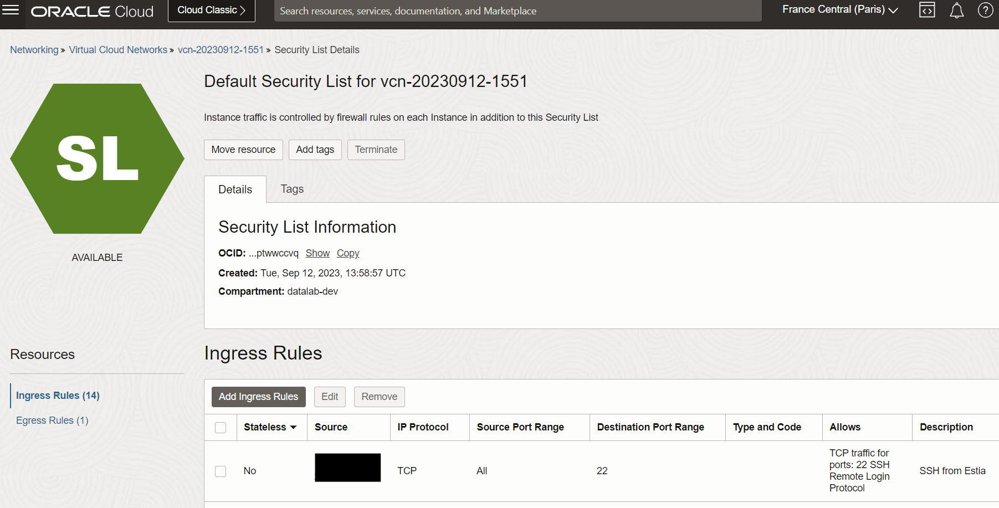 ORACLE Cloud
Cloud Classic
Search resources, services, documentation, and Marketplace
France Central (Paris)
Networking » Virtual Cloud Networks » vcn-20230912-1551 » Security List Details
SL
AVAILABLE
Default Security List for vcn-20230912-1551
Instance traffic is controlled by firewall rules on each Instance in addition to this Security List
Move resource
Add tags
Terminate
Details
Tags
Security List Information
OCID: ...ptwwccvq Show Copy
Created: Tue, Sep 12, 2023, 13:58:57 UTC
Compartment: datalab-dev
Resources
Ingress Rules (14)
Egress Rules (1)
Ingress Rules
Add Ingress Rules
Edit
Remove
Stateless
Source
IP Protocol
Source Port Range
Destination Port Range
Type and Code
Allows
Description
No
TCP
All
22
TCP traffic for
ports: 22 SSH
Remote Login
Protocol
SSH from Estia